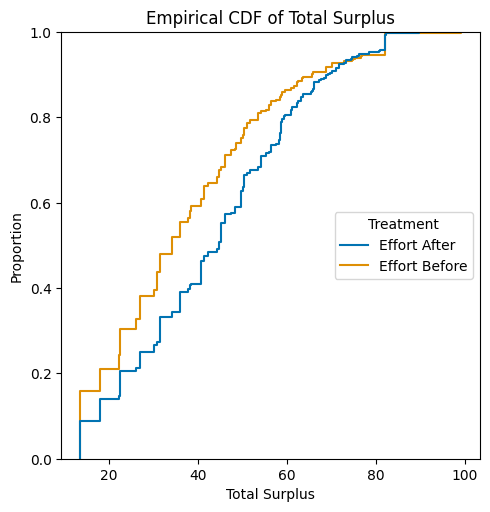 Empirical CDF of Total Surplus
1.0
0.8
0.6
0.4
0.2
0.0
Proportion
Treatment
Effort After
Effort Before
20 40 60 80 100
Total Surplus